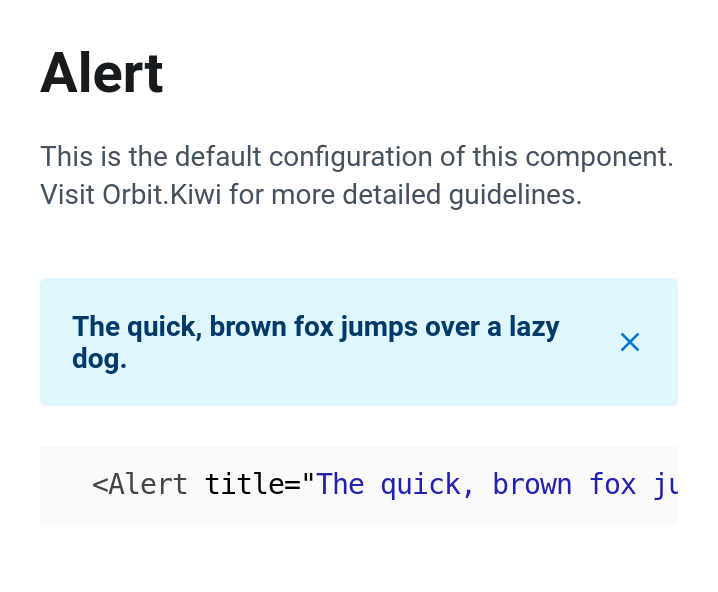 Alert
This is the default configuration of this component.
Visit Orbit.Kiwi for more detailed guidelines.
The quick, brown fox jumps over a lazy
dog.
<Alert title="The quick, brown fox ju